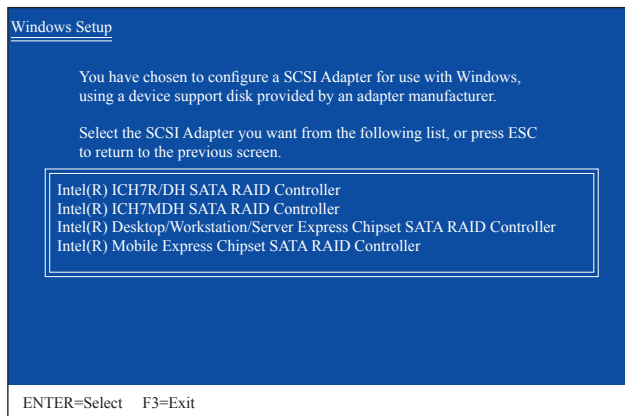 Windows Setup
You have chosen to configure a SCSI Adapter for use with Windows,
using a device support disk provided by an adapter manufacturer.
Select the SCSI Adapter you want from the following list, or press ESC
to return to the previous screen.
Intel(R) ICH7R/DH SATA RAID Controller
Intel(R) ICH7MDH SATA RAID Controller
Intel(R) Desktop/Workstation/Server Express Chipset SATA RAID Controller
Intel(R) Mobile Express Chipset SATA RAID Controller
ENTER=Select F3=Exit